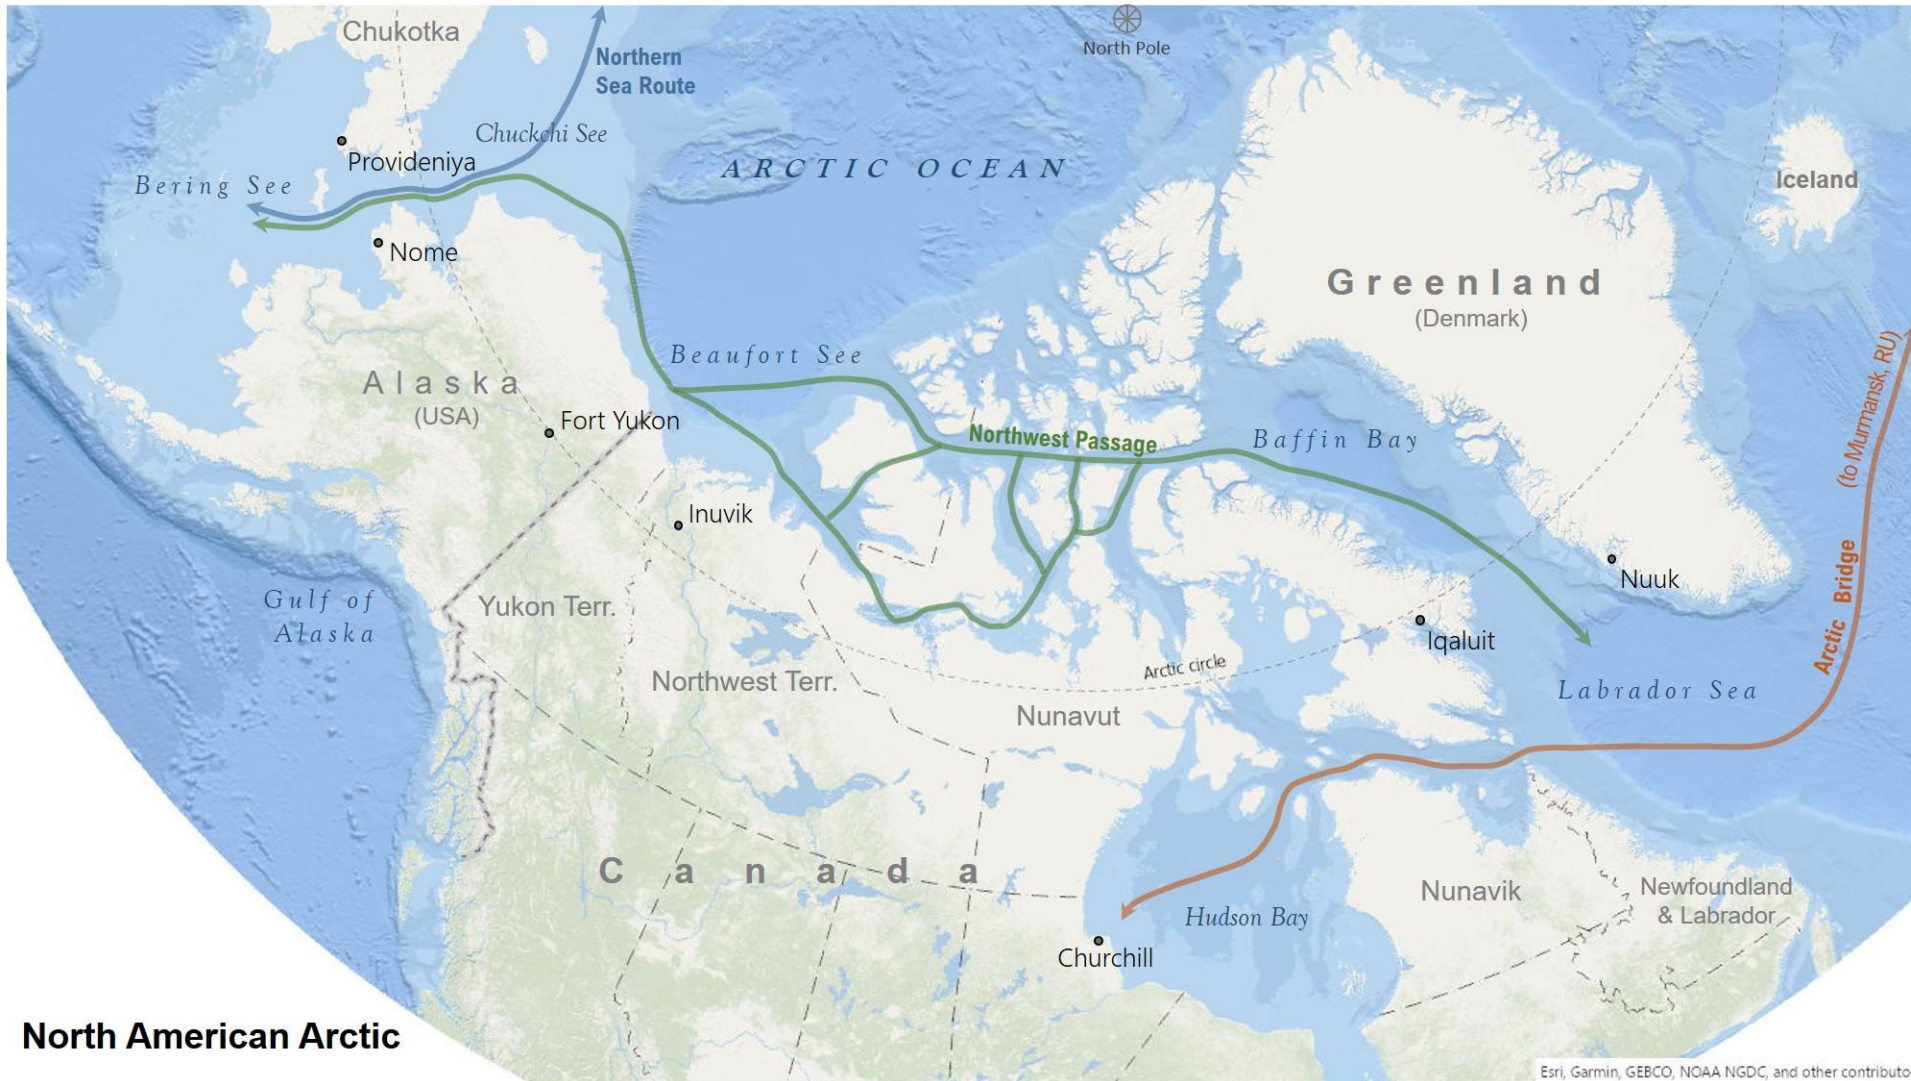 Chukotka
North Pole
Northern
Sea Route
Chuckchi See
Provideniya
ARCTIC OCEAN
Bering See
Iceland
Nome
Greenland
(Denmark)
Beaufort See
Alaska
(USA)
Fort Yukon
Northwest Passage
Baffin Bay
(to Murmansk, RU)
Inuvik
Arctic Bridge
Nuuk
Gulf of
Alaska
Yukon Terr.
Iqaluit
Arctic circle
Northwest Terr.
Labrador Sea
Nunavut
Canada
Nunavik
Newfoundland
& Labrador
Hudson Bay
Churchill
North American Arctic
Esri, Garmin, GEBCO, NOAA NGDC, and other contributo